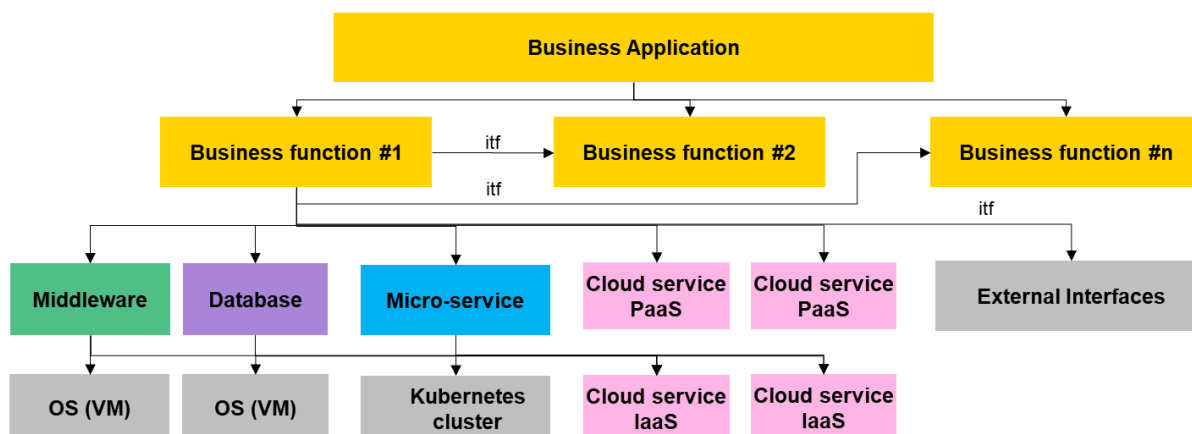 Business Application
Business function #1
itf
Business function #2
Business function #n
itf
itf
Middleware
Database
Micro-service
Cloud service
PaaS
Cloud service
PaaS
External Interfaces
OS (VM)
OS (VM)
Kubernetes
cluster
Cloud service
IaaS
Cloud service
IaaS